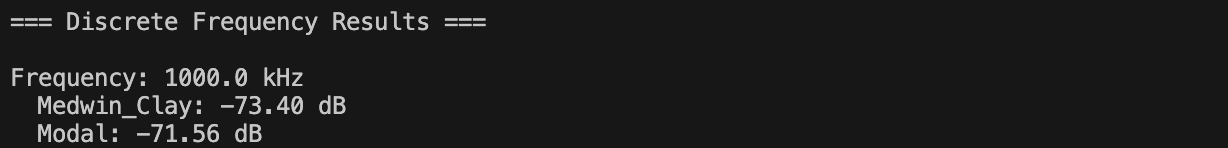 === Discrete Frequency Results ===
Frequency: 1000.0 kHz
Medwin_Clay: -73.40 dB
Modal: -71.56 dB